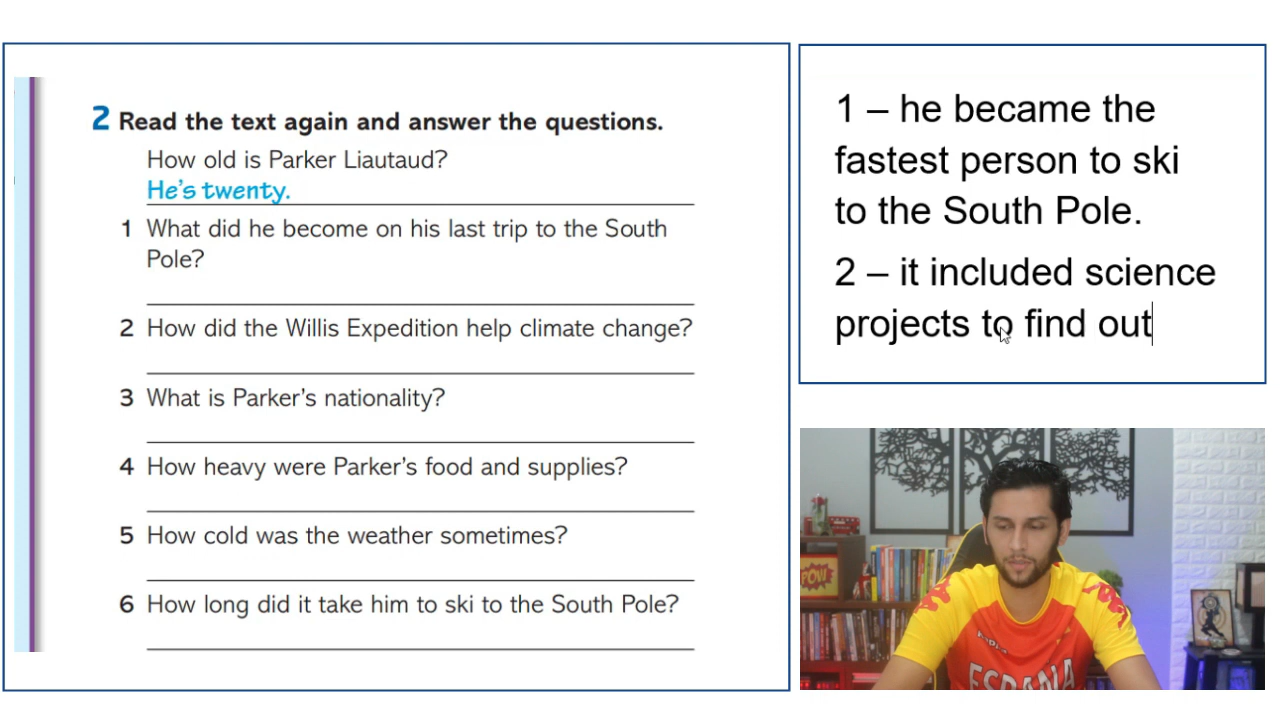 2 Read the text again and answer the questions.
How old is Parker Liautaud?
He's twenty.
1 What did he become on his last trip to the South
Pole?
2 How did the Willis Expedition help climate change?
3 What is Parker's nationality?
4 How heavy were Parker's food and supplies?
5 How cold was the weather sometimes?
6 How long did it take him to ski to the South Pole?
1 – he became the
fastest person to ski
to the South Pole.
2 – it included science
projects to find out
POW!
ESPAÑA